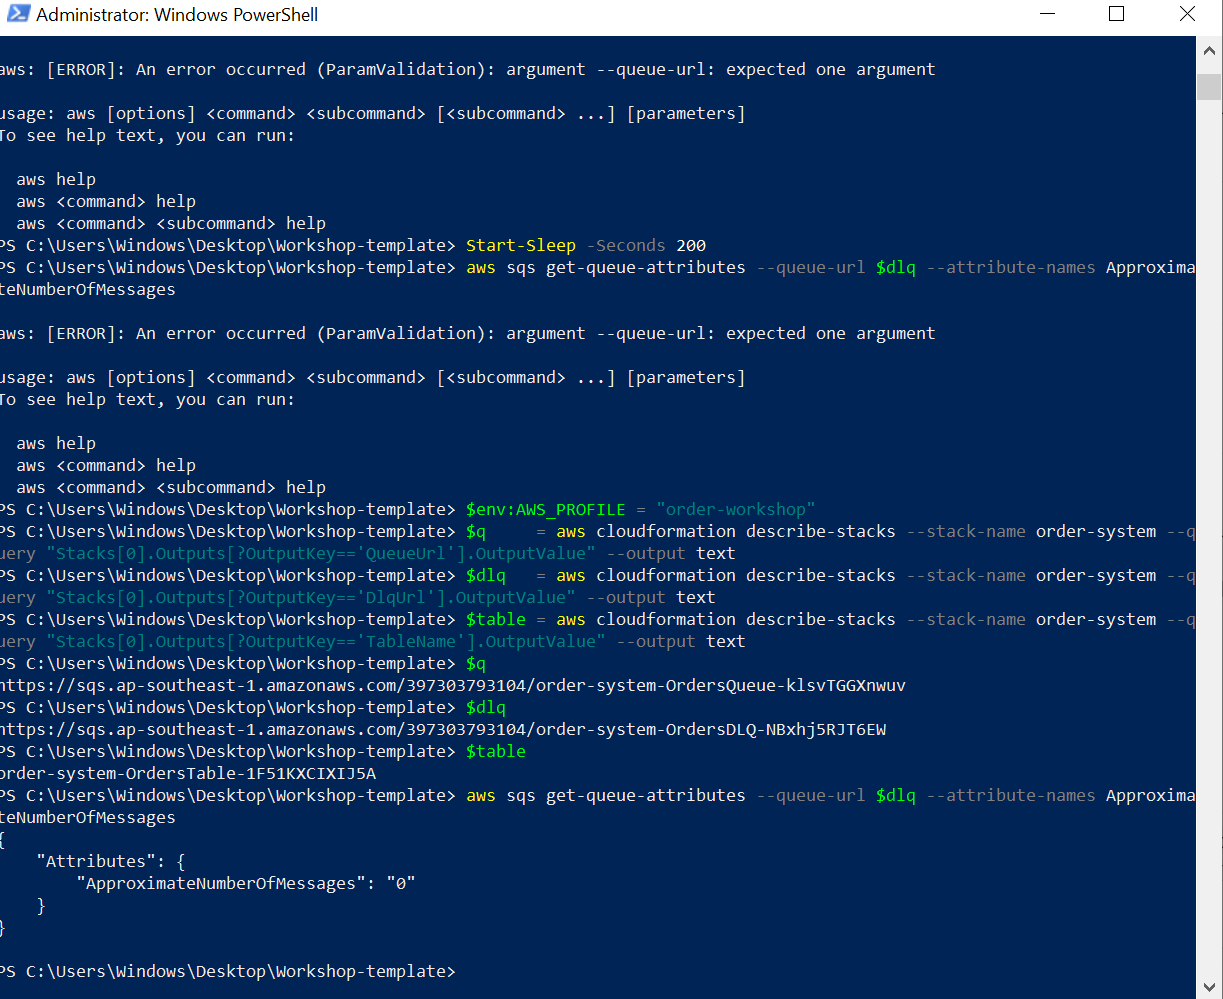 Administrator: Windows PowerShell
aws: [ERROR]: An error occurred (ParamValidation): argument --queue-url: expected one argument
usage: aws [options] <command> <subcommand> [<subcommand> ...] [parameters]
To see help text, you can run:
aws help
aws <command> help
aws <command> <subcommand> help
PS C:\Users\Windows\Desktop\Workshop-template> Start-Sleep -Seconds 200
PS C:\Users\Windows\Desktop\Workshop-template> aws sqs get-queue-attributes --queue-url $dlq --attribute-names Approxima
teNumberOfMessages
aws: [ERROR]: An error occurred (ParamValidation): argument --queue-url: expected one argument
usage: aws [options] <command> <subcommand> [<subcommand> ...] [parameters]
To see help text, you can run:
aws help
aws <command> help
aws <command> <subcommand> help
PS C:\Users\Windows\Desktop\Workshop-template> $env:AWS_PROFILE = "order-workshop"
PS C:\Users\Windows\Desktop\Workshop-template> $q     = aws cloudformation describe-stacks --stack-name order-system --q
uery "Stacks[0].Outputs[?OutputKey=='QueueUrl'].OutputValue" --output text
PS C:\Users\Windows\Desktop\Workshop-template> $dlq   = aws cloudformation describe-stacks --stack-name order-system --q
uery "Stacks[0].Outputs[?OutputKey=='DlqUrl'].OutputValue" --output text
PS C:\Users\Windows\Desktop\Workshop-template> $table = aws cloudformation describe-stacks --stack-name order-system --q
uery "Stacks[0].Outputs[?OutputKey=='TableName'].OutputValue" --output text
PS C:\Users\Windows\Desktop\Workshop-template> $q
https://sqs.ap-southeast-1.amazonaws.com/397303793104/order-system-OrdersQueue-klsvTGGXnwuv
PS C:\Users\Windows\Desktop\Workshop-template> $dlq
https://sqs.ap-southeast-1.amazonaws.com/397303793104/order-system-OrdersDLQ-NBxhj5RJT6EW
PS C:\Users\Windows\Desktop\Workshop-template> $table
order-system-OrdersTable-1F51KXCIXIJ5A
PS C:\Users\Windows\Desktop\Workshop-template> aws sqs get-queue-attributes --queue-url $dlq --attribute-names Approxima
teNumberOfMessages
{
"Attributes": {
"ApproximateNumberOfMessages": "0"
}
}
PS C:\Users\Windows\Desktop\Workshop-template>